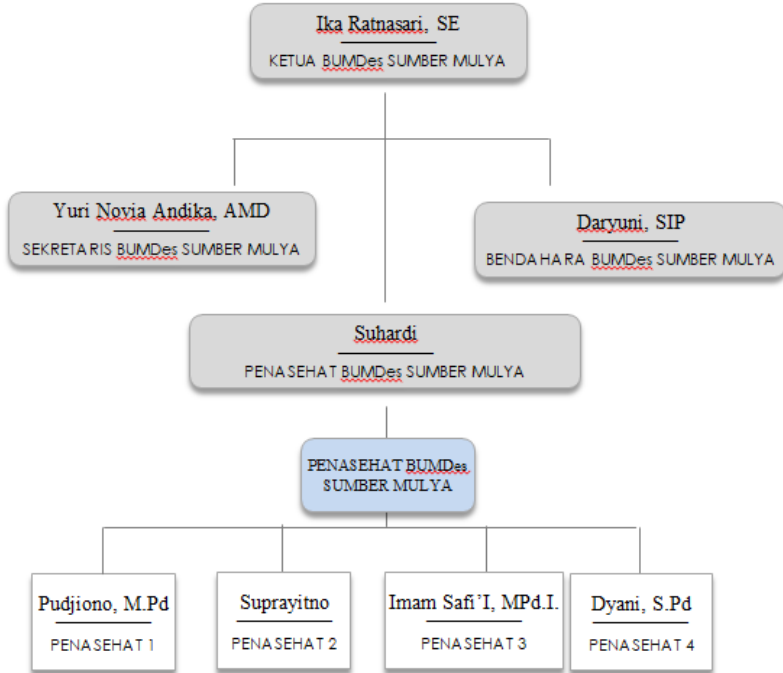 Ika Ratnasari, SE
KETUA BUMDes SUMBER MULYA
Yuri Novia Andika, AMD
SEKRETARIS BUMDes SUMBER MULYA
Daryuni, SIP
BENDAHARA BUMDes SUMBER MULYA
Suhardi
PENASEHAT BUMDes SUMBER MULYA
PENASEHAT BUMDes
SUMBER MULYA
Pudjiono, M.Pd
PENASEHAT 1
Suprayitno
PENASEHAT 2
Imam Safi’I, MPd.I.
PENASEHAT 3
Dyani, S.Pd
PENASEHAT 4